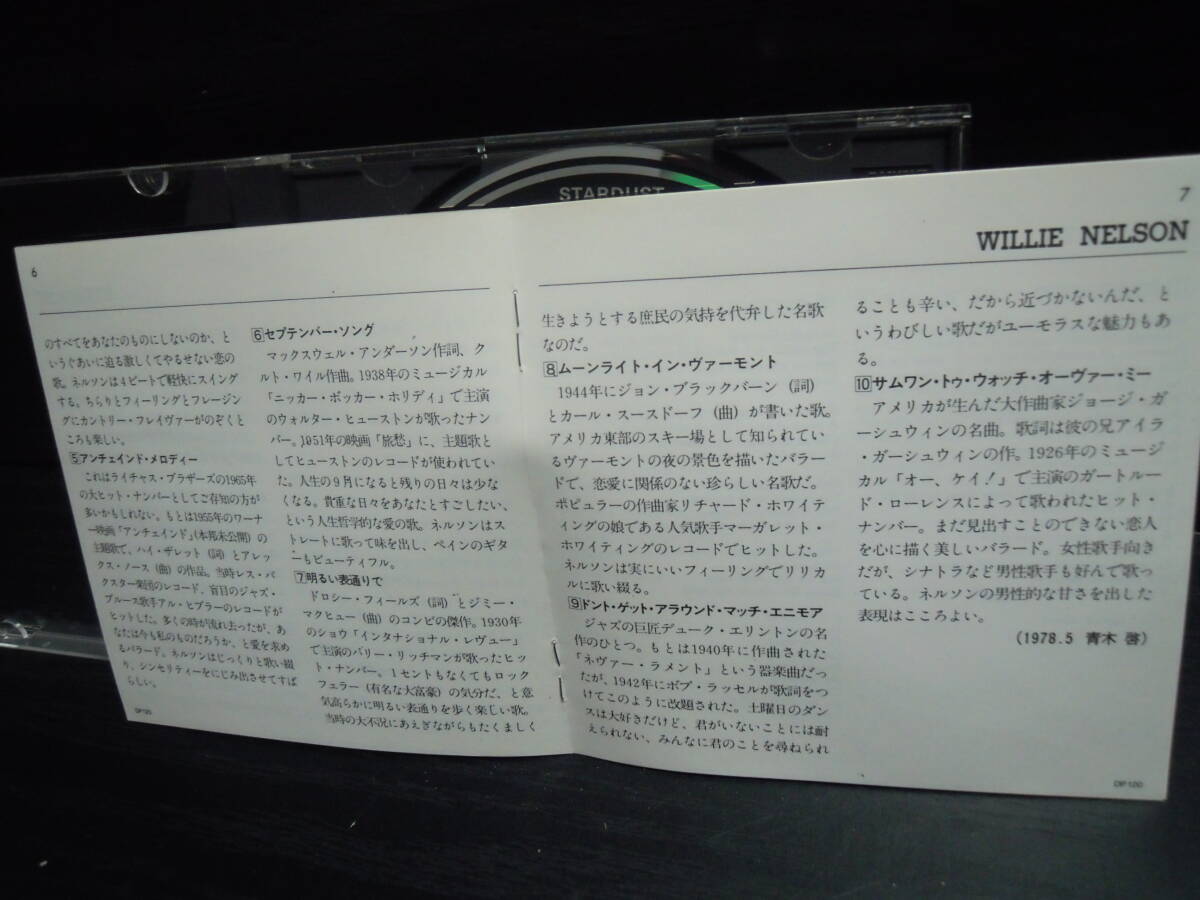 STARDUST
6
のすべてをあなたのものにしないのか、と
いうぐあいに迫る激しくてやるせない恋の
歌。ネルソンは4ビートで軽快にスイング
する。ちらりとフィーリングとフレージン
グにカントリー・フレイヴァーがのぞくと
ころも楽しい。
5アンチェインド・メロディー
これはライチャス・ブラザーズの1965年
の大ヒット・ナンバーとしてご存知の方が
多いかもしれない。もとは1955年のワーナ
ー映画「アンチェインド」(本邦未公開)の
主題歌で、ハイ・ザレット(詞)とアレッ
クス・ノース(曲)の作品。当時レス・バ
クスター楽団のレコード、盲目のジャズ・
ブルース歌手アル・ヒブラーのレコードが
ヒットした。多くの時が流れ去ったが、あ
なたは今も私のものだろうか、と愛を求め
るバラード。ネルソンはじっくりと歌い綴
り、シンセリティーをにじみ出させてすば
らしい。
6セプテンバー・ソング
マックスウェル・アンダーソン作詞、ク
ルト・ワイル作曲。1938年のミュージカル
「ニッカー・ボッカー・ホリディ」で主演
のウォルター・ヒューストンが歌ったナン
バー。1951年の映画「旅愁」に、主題歌と
してヒューストンのレコードが使われてい
た。人生の9月になると残りの日々は少な
くなる。貴重な日々をあなたとすごしたい、
という人生哲学的な愛の歌。ネルソンはス
トレートに歌って味を出し、ペインのギタ
ーもビューティフル。
7明るい表通りで
ドロシー・フィールズ(詞)とジミー・
マクヒュー(曲)のコンビの傑作。1930年
のショウ「インタナショナル・レヴュー」
で主演のハリー・リッチマンが歌ったヒッ
ト・ナンバー。1セントもなくてもロック
フェラー(有名な大富豪)の気分だ、と意
気高らかに明るい表通りを歩く楽しい歌。
当時の大不況にあえぎながらもたくましく
7
WILLIE NELSON
生きようとする庶民の気持を代弁した名歌
なのだ。
8ムーンライト・イン・ヴァーモント
1944年にジョン・ブラックバーン(詞)
とカール・スースドーフ(曲)が書いた歌。
アメリカ東部のスキー場として知られてい
るヴァーモントの夜の景色を描いたバラー
ドで、恋愛に関係のない珍らしい名歌だ。
ポピュラーの作曲家リチャード・ホワイテ
ィングの娘である人気歌手マーガレット・
ホワイティングのレコードでヒットした。
ネルソンは実にいいフィーリングでリリカ
ルに歌い綴る。
9ドント・ゲット・アラウンド・マッチ・エニモア
ジャズの巨匠デューク・エリントンの名
作のひとつ。もとは1940年に作曲された
「ネヴァー・ラメント」という器楽曲だっ
たが、1942年にボブ・ラッセルが歌詞をつ
けてこのように改題された。土曜日のダン
スは大好きだけど、君がいないことには耐
えられない、みんなに君のことを尋ねられ
ることも辛い、だから近づかないんだ、と
いうわびしい歌だがユーモラスな魅力もあ
る。
10サムワン・トゥ・ウォッチ・オーヴァー・ミー
アメリカが生んだ大作曲家ジョージ・ガ
ーシュウィンの名曲。歌詞は彼の兄アイラ
・ガーシュウィンの作。1926年のミュージ
カル「オー、ケイ!」で主演のガートルー
ド・ローレンスによって歌われたヒット・
ナンバー。まだ見出すことのできない恋人
を心に描く美しいバラード。女性歌手向き
だが、シナトラなど男性歌手も好んで歌っ
ている。ネルソンの男性的な甘さを出した
表現はこころよい。
(1978.5 青木 啓)
DP100